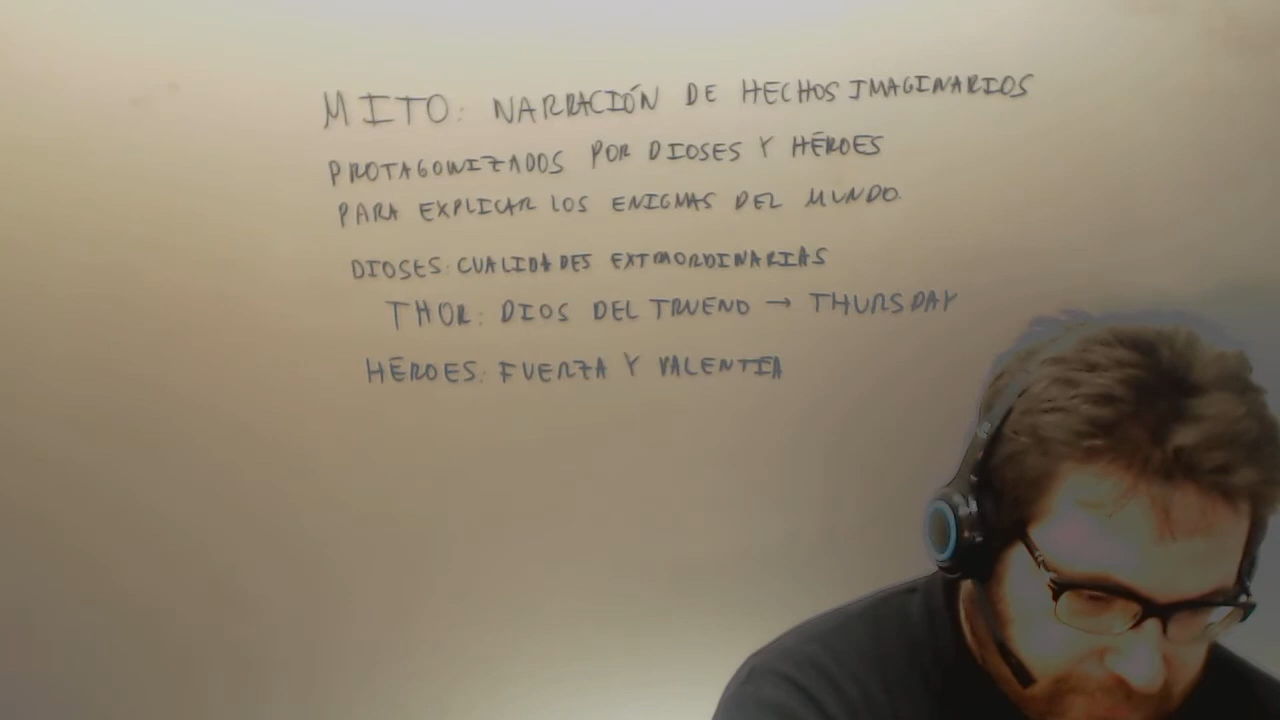 MITO: NARRACIÓN DE HECHOS IMAGINARIOS
PROTAGONIZADOS POR DIOSES Y HÉROES
PARA EXPLICAR LOS ENIGMAS DEL MUNDO.
DIOSES: CUALIDADES EXTRAORDINARIAS
THOR: DIOS DEL TRUENO → THURSDAY
HÉROES: FUERZA Y VALENTÍA